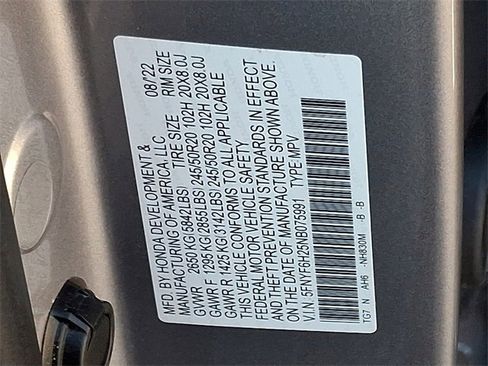 MFD. BY HONDA DEVELOPMENT & 08/22
MANUFACTURING OF AMERICA, LLC.
TIRE SIZE RIM SIZE
GVWR 2650 KG(5842LBS)
GAWR F 1295 KG(2855LBS) 245/50R20 102H 20X8.0J
GAWR R 1425 KG(3142LBS) 245/50R20 102H 20X8.0J
THIS VEHICLE CONFORMS TO ALL APPLICABLE
FEDERAL MOTOR VEHICLE SAFETY
AND THEFT PREVENTION STANDARDS IN EFFECT
ON THE DATE OF MANUFACTURE SHOWN ABOVE.
V.I.N. 5FNYF6H25NB075991 TYPE:MPV
TG7 N AH6 -NH830M -B -B